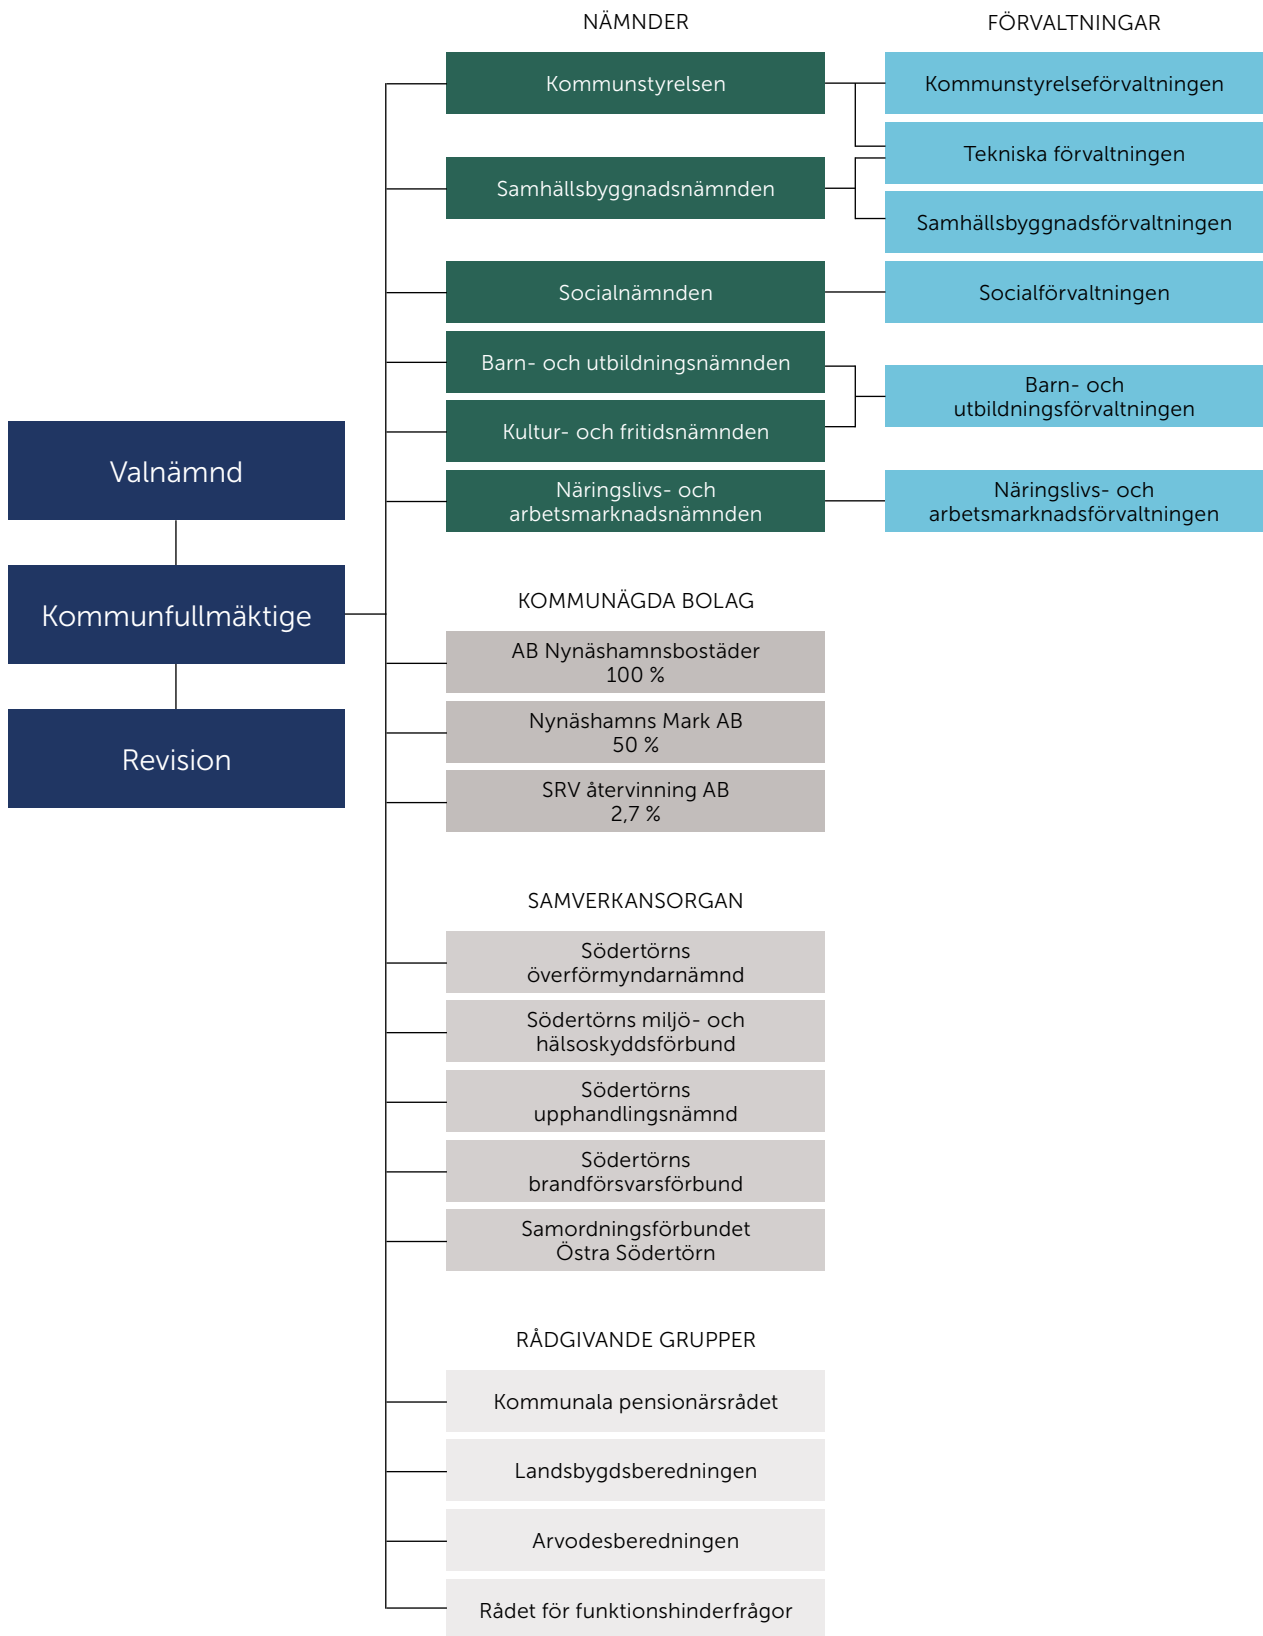 NÄMNDER
FÖRVALTNINGAR
Kommunstyrelsen
Kommunstyrelseförvaltningen
Tekniska förvaltningen
Samhällsbyggnadsnämnden
Samhällsbyggnadsförvaltningen
Socialnämnden
Socialförvaltningen
Barn- och utbildningsnämnden
Barn- och
utbildningsförvaltningen
Kultur- och fritidsnämnden
Näringslivs- och
arbetsmarknadsnämnden
Näringslivs- och
arbetsmarknadsförvaltningen
Valnämnd
Kommunfullmäktige
Revision
KOMMUNÄGDA BOLAG
AB Nynäshamnsbostäder
100 %
Nynäshamns Mark AB
50 %
SRV återvinning AB
2,7 %
SAMVERKANSORGAN
Södertörns
överförmyndarnämnd
Södertörns miljö- och
hälsoskyddsförbund
Södertörns
upphandlingsnämnd
Södertörns
brandförsvarsförbund
Samordningsförbundet
Östra Södertörn
RÅDGIVANDE GRUPPER
Kommunala pensionärsrådet
Landsbygdsberedningen
Arvodesberedningen
Rådet för funktionshinderfrågor